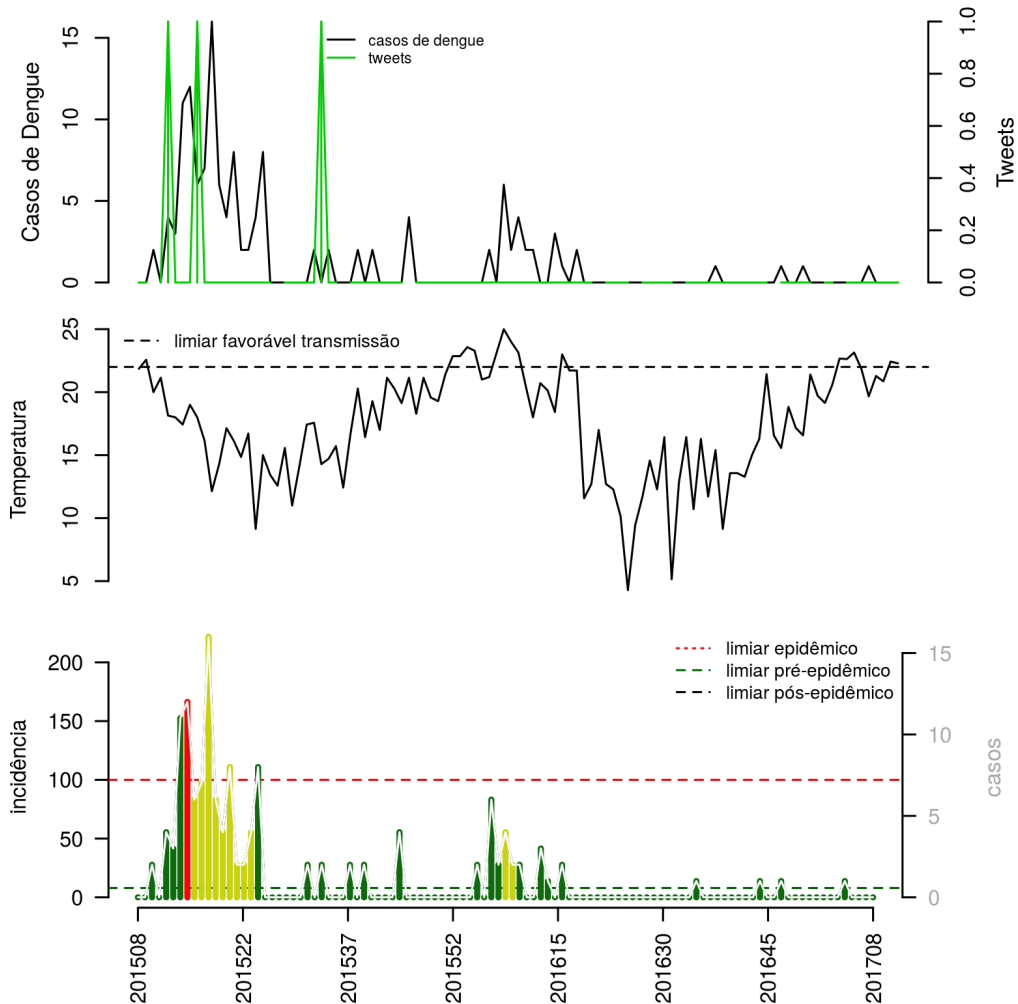 casos de dengue
tweets
Casos de Dengue
0
5
10
15
Tweets
0.0
0.2
0.4
0.6
0.8
1.0
limiar favorável transmissão
Temperatura
5
10
15
20
25
limiar epidêmico
limiar pré-epidêmico
limiar pós-epidêmico
incidência
0
50
100
150
200
casos
0
5
10
15
201508
201522
201537
201552
201615
201630
201645
201708